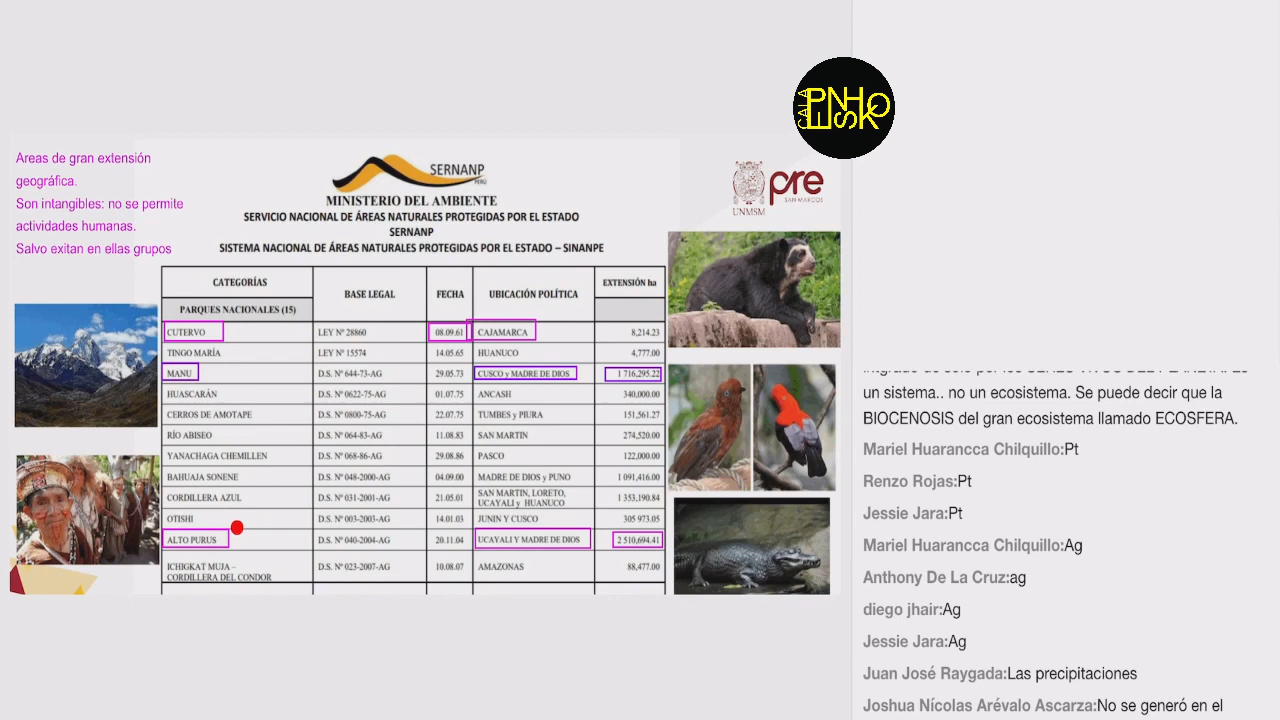 CALA
PENHO
ESK
Areas de gran extensión
geográfica.
Son intangibles: no se permite
actividades humanas.
Salvo exitan en ellas grupos
SERNANP
PERÚ
MINISTERIO DEL AMBIENTE
SERVICIO NACIONAL DE ÁREAS NATURALES PROTEGIDAS POR EL ESTADO
SERNANP
SISTEMA NACIONAL DE ÁREAS NATURALES PROTEGIDAS POR EL ESTADO – SINANPE
UNMSM
pre
SAN MARCOS
CATEGORÍAS BASE LEGAL FECHA UBICACIÓN POLÍTICA EXTENSIÓN ha
PARQUES NACIONALES (15)
CUTERVO LEY Nº 28860 08.09.61 CAJAMARCA 8,214.23
TINGO MARÍA LEY Nº 15574 14.05.65 HUANUCO 4,777.00
MANU D.S. Nº 644-73-AG 29.05.73 CUSCO y MADRE DE DIOS 1 716,295.22
HUASCARÁN D.S. Nº 0622-75-AG 01.07.75 ANCASH 340,000.00
CERROS DE AMOTAPE D.S. Nº 0800-75-AG 22.07.75 TUMBES y PIURA 151,561.27
RÍO ABISEO D.S. Nº 064-83-AG 11.08.83 SAN MARTIN 274,520.00
YANACHAGA CHEMILLEN D.S. Nº 068-86-AG 29.08.86 PASCO 122,000.00
BAHUAJA SONENE D.S. Nº 048-2000-AG 04.09.00 MADRE DE DIOS y PUNO 1 091,416.00
CORDILLERA AZUL D.S. Nº 031-2001-AG 21.05.01 SAN MARTIN, LORETO, 1 353,190.84
UCAYALI y HUANUCO
OTISHI D.S. Nº 003-2003-AG 14.01.03 JUNIN Y CUSCO 305 973.05
ALTO PURUS D.S. Nº 040-2004-AG 20.11.04 UCAYALI Y MADRE DE DIOS 2 510,694.41
ICHIGKAT MUJA – D.S. Nº 023-2007-AG 10.08.07 AMAZONAS 88,477.00
CORDILLERA DEL CONDOR
un sistema.. no un ecosistema. Se puede decir que la
BIOCENOSIS del gran ecosistema llamado ECOSFERA.
Mariel Huarancca Chilquillo:Pt
Renzo Rojas:Pt
Jessie Jara:Pt
Mariel Huarancca Chilquillo:Ag
Anthony De La Cruz:ag
diego jhair:Ag
Jessie Jara:Ag
Juan José Raygada:Las precipitaciones
Joshua Nícolas Arévalo Ascarza:No se generó en el